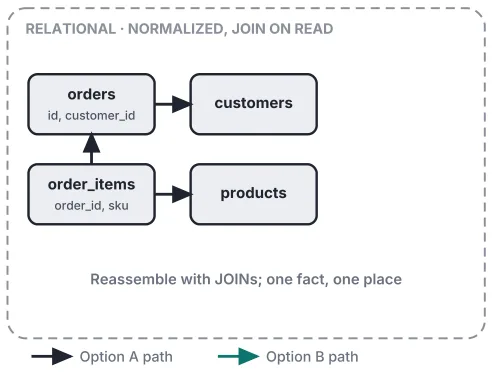 RELATIONAL · NORMALIZED, JOIN ON READ
orders
id, customer_id
customers
order_items
order_id, sku
products
Reassemble with JOINs; one fact, one place
Option A path
Option B path